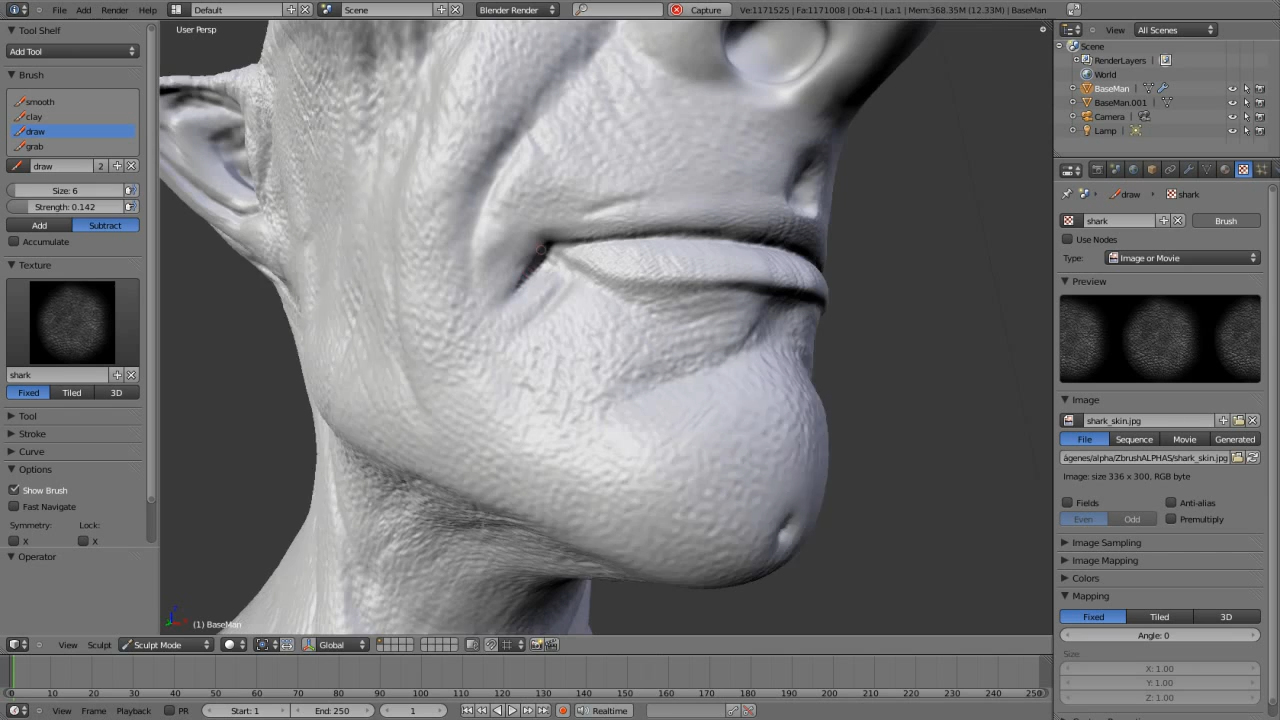 File Add Render Help Default Scene Blender Render Capture Ve:1171525 | Fa:1171008 | Ob:4-1 | La:1 | Mem:368.35M (12.33M) | BaseMan
Tool Shelf
Add Tool
Brush
smooth
clay
draw
grab
draw 2
Size: 6
Strength: 0.142
Add Subtract
Accumulate
Texture
shark
Fixed Tiled 3D
Tool
Stroke
Curve
Options
Show Brush
Fast Navigate
Symmetry: Lock:
X X
Operator
User Persp
(1) BaseMan
View Sculpt Sculpt Mode Global
0 10 20 30 40 50 60 70 80 90 100 110 120 130 140 150 160 170 180 190 200 210 220 230 240 250
View Frame Playback PR Start: 1 End: 250 1 Realtime
View All Scenes
Scene
RenderLayers
World
BaseMan
BaseMan.001
Camera
Lamp
draw shark
shark Brush
Use Nodes
Type: Image or Movie
Preview
Image
shark_skin.jpg
File Sequence Movie Generated
ágenes/alpha/ZbrushALPHAS/shark_skin.jpg
Image: size 336 x 300, RGB byte
Fields Anti-alias
Even Odd Premultiply
Image Sampling
Image Mapping
Colors
Mapping
Fixed Tiled 3D
Angle: 0
Size:
X: 1.00
Y: 1.00
Z: 1.00